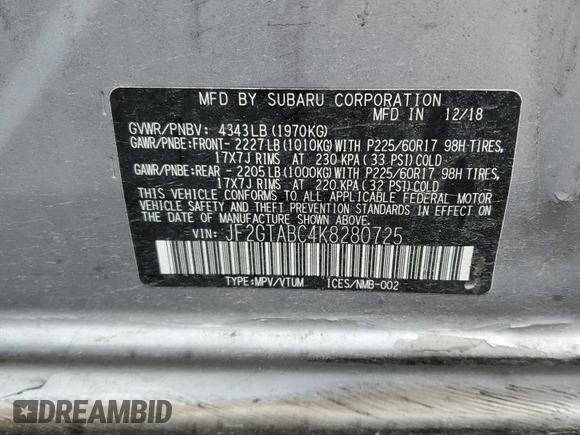 MFD BY SUBARU CORPORATION
MFD IN 12/18
GVWR/PNBV: 4343LB(1970KG)
GAWR/PNBE:FRONT- 2227LB(1010KG)WITH P225/60R17 98H TIRES,
17X7J RIMS AT 230 KPA (33 PSI)COLD
GAWR/PNBE:REAR - 2205LB(1000KG)WITH P225/60R17 98H TIRES,
17X7J RIMS AT 220 KPA (32 PSI)COLD
THIS VEHICLE CONFORMS TO ALL APPLICABLE FEDERAL MOTOR
VEHICLE SAFETY AND THEFT PREVENTION STANDARDS IN EFFECT
ON THE DATE OF MANUFACTURE SHOWN ABOVE.
VIN: JF2GTABC4K8280725
TYPE:MPV/VTUM ICES/NMB-002
DREAMBID